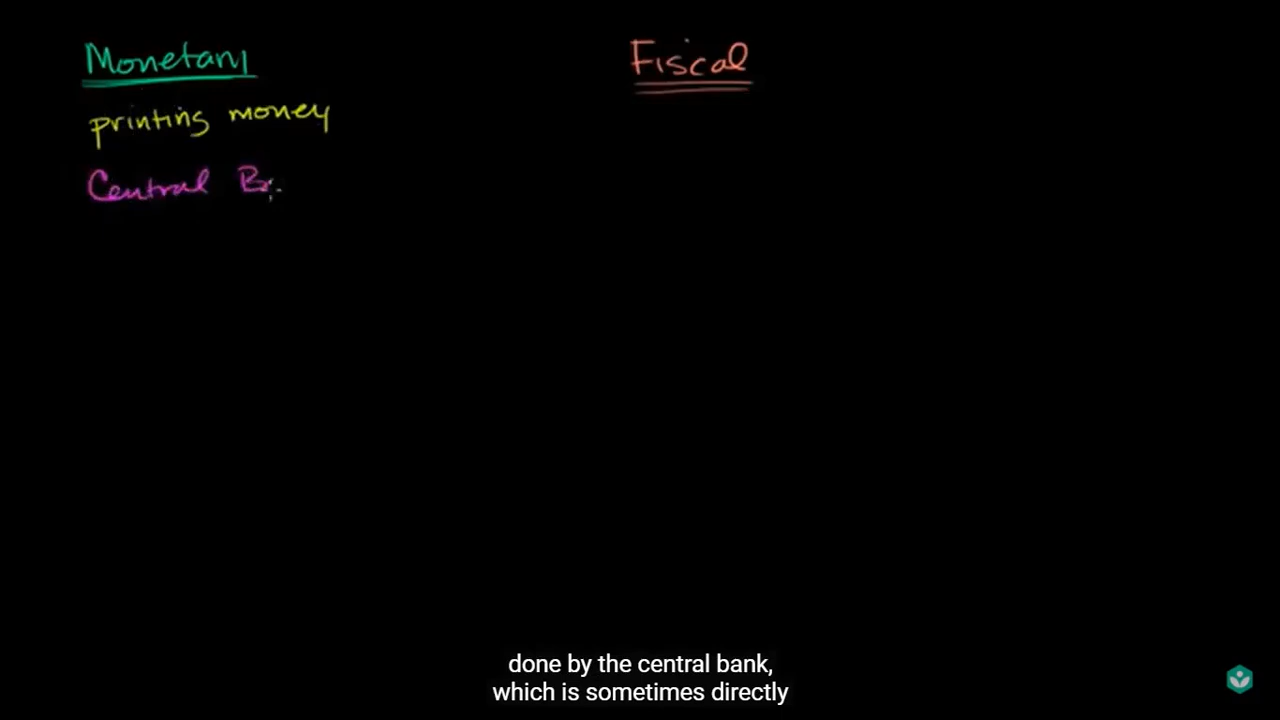 Monetary
Fiscal
printing money
Central
done by the central bank,
which is sometimes directly